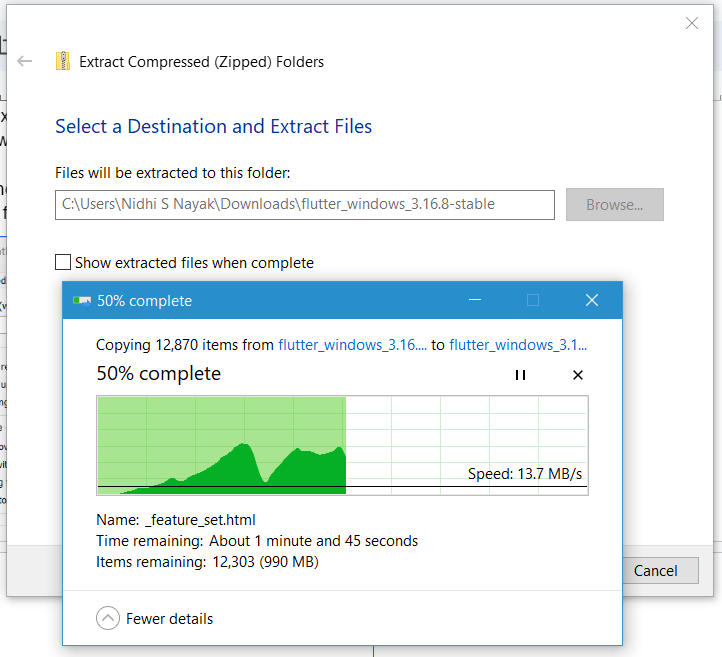 Extract Compressed (Zipped) Folders
Select a Destination and Extract Files
Files will be extracted to this folder:
C:\Users\Nidhi S Nayak\Downloads\flutter_windows_3.16.8-stable
Browse...
Show extracted files when complete
50% complete
Copying 12,870 items from flutter_windows_3.16.... to flutter_windows_3.1...
50% complete
Speed: 13.7 MB/s
Name: _feature_set.html
Time remaining: About 1 minute and 45 seconds
Items remaining: 12,303 (990 MB)
Cancel
Fewer details